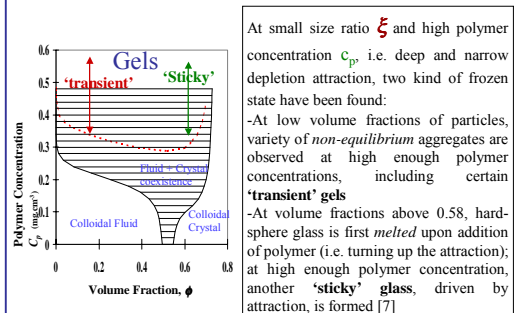 Gels
'transient'
'Sticky'
0.6
0.5
0.4
0.3
0.2
0.1
0
Polymer Concentration
Cp (mg.cm-3)
Fluid + Crystal
coexistence
Colloidal Fluid
Colloidal
Crystal
0 0.2 0.4 0.6 0.8
Volume Fraction, ϕ
At small size ratio ξ and high polymer
concentration cp, i.e. deep and narrow
depletion attraction, two kind of frozen
state have been found:
-At low volume fractions of particles,
variety of non-equilibrium aggregates are
observed at high enough polymer
concentrations, including certain
'transient' gels
-At volume fractions above 0.58, hard-
sphere glass is first melted upon addition
of polymer (i.e. turning up the attraction);
at high enough polymer concentration,
another 'sticky' glass, driven by
attraction, is formed [7]